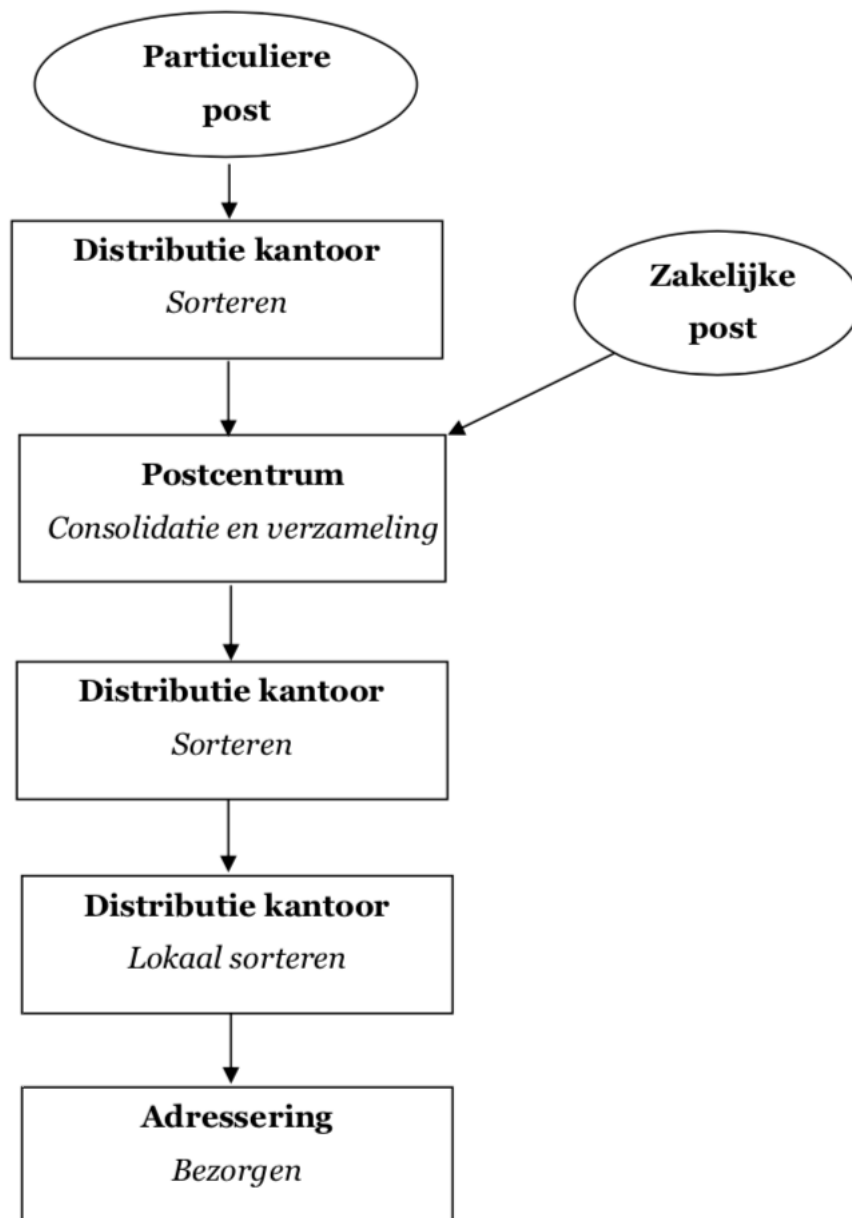 Particuliere
post
Distributie kantoor
Sorteren
Zakelijke
post
Postcentrum
Consolidatie en verzameling
Distributie kantoor
Sorteren
Distributie kantoor
Lokaal sorteren
Adressering
Bezorgen